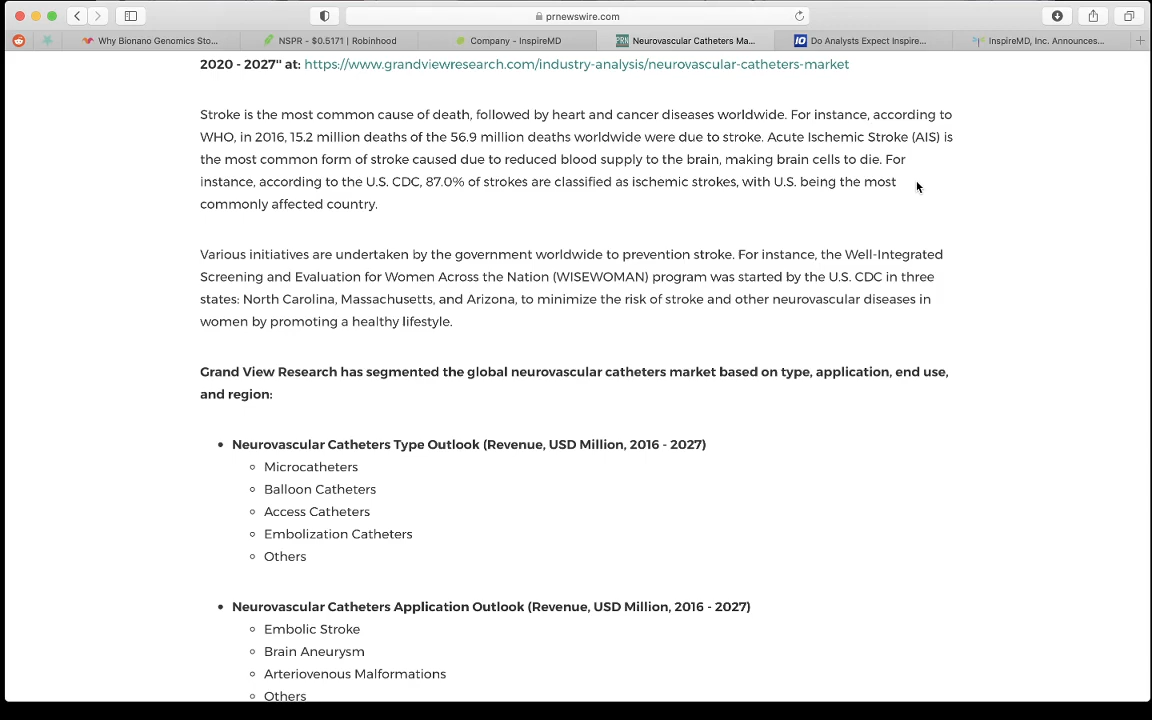 prnewswire.com
Why Bionano Genomics Sto...
NSPR - $0.5171 | Robinhood
Company - InspireMD
PRN Neurovascular Catheters Ma...
IO Do Analysts Expect Inspire...
InspireMD, Inc. Announces...
2020 - 2027" at: https://www.grandviewresearch.com/industry-analysis/neurovascular-catheters-market
Stroke is the most common cause of death, followed by heart and cancer diseases worldwide. For instance, according to
WHO, in 2016, 15.2 million deaths of the 56.9 million deaths worldwide were due to stroke. Acute Ischemic Stroke (AIS) is
the most common form of stroke caused due to reduced blood supply to the brain, making brain cells to die. For
instance, according to the U.S. CDC, 87.0% of strokes are classified as ischemic strokes, with U.S. being the most
commonly affected country.
Various initiatives are undertaken by the government worldwide to prevention stroke. For instance, the Well-Integrated
Screening and Evaluation for Women Across the Nation (WISEWOMAN) program was started by the U.S. CDC in three
states: North Carolina, Massachusetts, and Arizona, to minimize the risk of stroke and other neurovascular diseases in
women by promoting a healthy lifestyle.
Grand View Research has segmented the global neurovascular catheters market based on type, application, end use,
and region:
Neurovascular Catheters Type Outlook (Revenue, USD Million, 2016 - 2027)
Microcatheters
Balloon Catheters
Access Catheters
Embolization Catheters
Others
Neurovascular Catheters Application Outlook (Revenue, USD Million, 2016 - 2027)
Embolic Stroke
Brain Aneurysm
Arteriovenous Malformations
Others